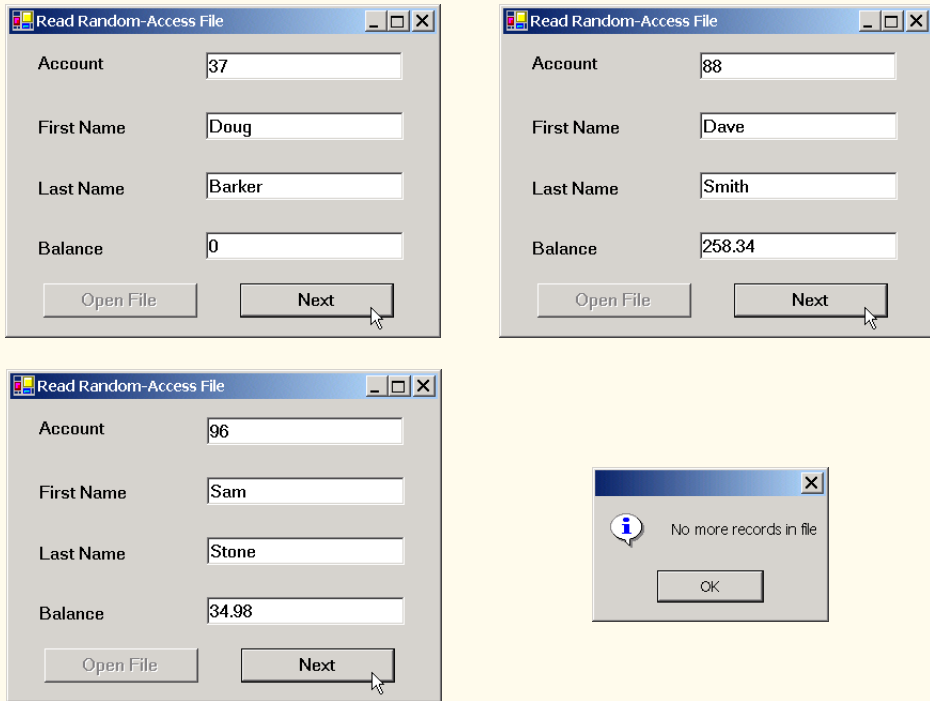 Read Random-Access File
Account 37
First Name Doug
Last Name Barker
Balance 0
Open File Next
Read Random-Access File
Account 88
First Name Dave
Last Name Smith
Balance 258.34
Open File Next
Read Random-Access File
Account 96
First Name Sam
Last Name Stone
Balance 34.98
Open File Next
No more records in file
OK